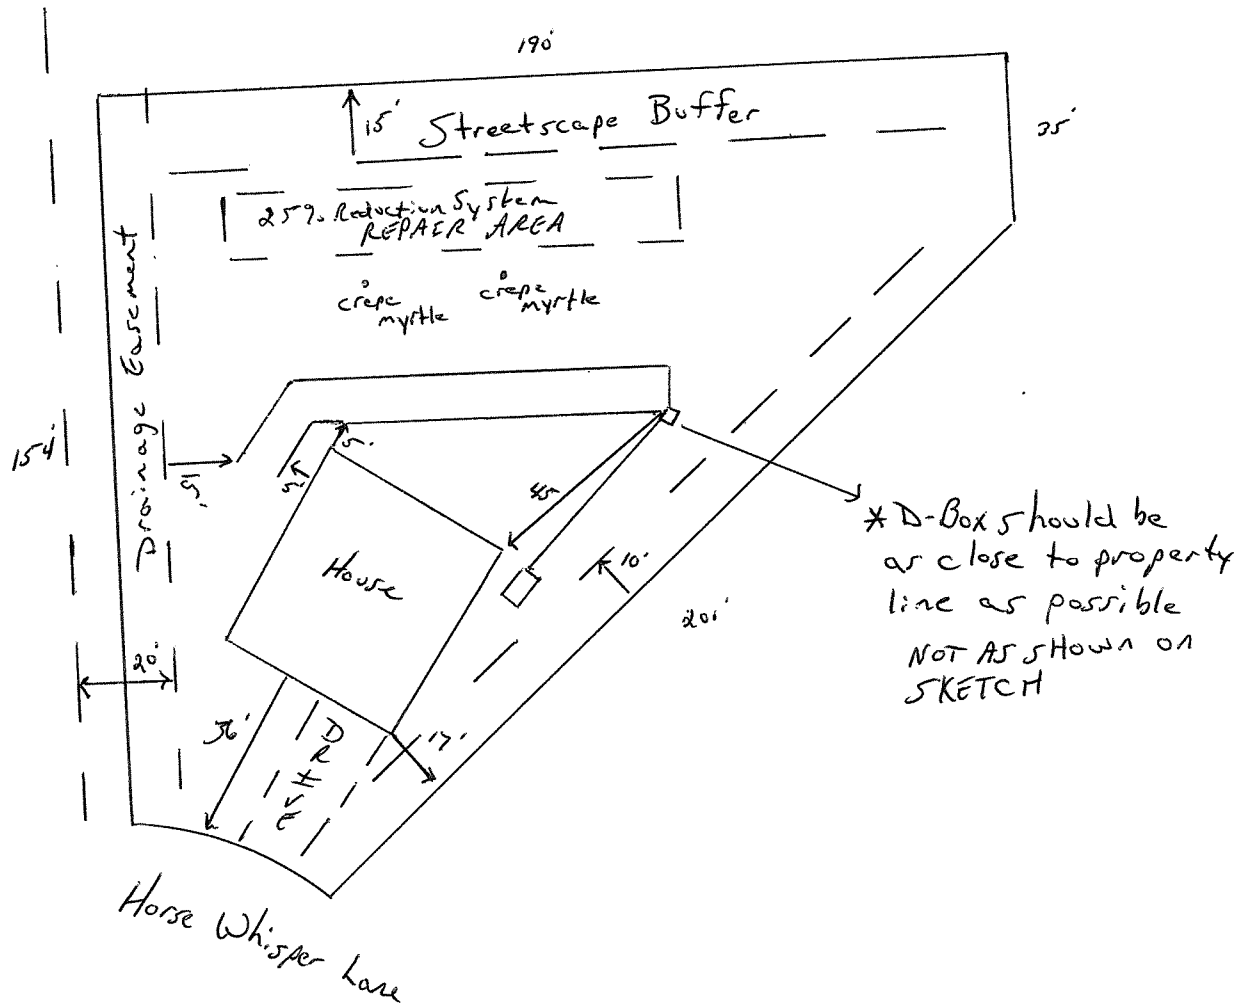 190'
15' Streetscape Buffer
35'
25% Reduction System
REPAIR AREA
crepe
myrtle
crepe
myrtle
Drainage Easement
154'
5'
5'
5'
45
House
10'
* D-Box should be
as close to property
line as possible
NOT AS SHOWN ON
SKETCH
201'
20'
36'
DRIVE
17'
Horse Whisper Lane